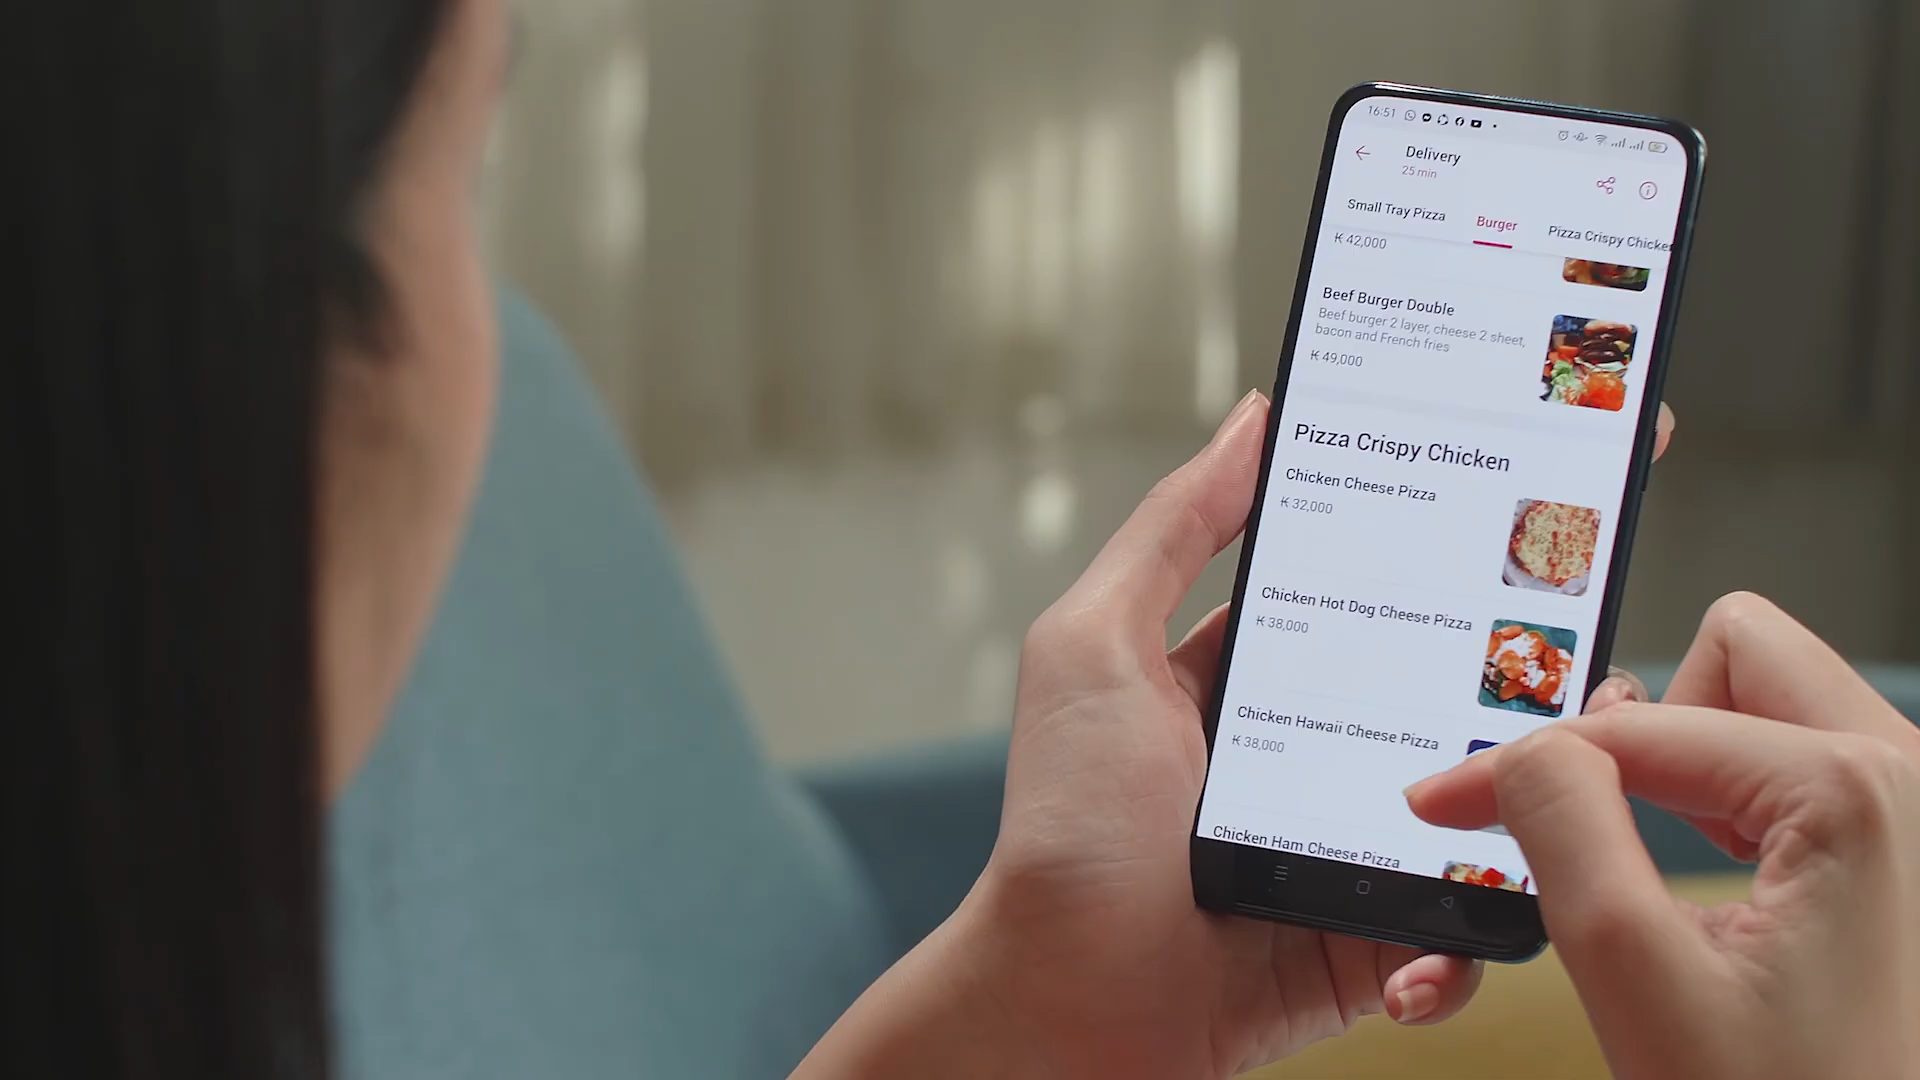 16:51
Delivery
25 min
Small Tray Pizza
Burger
Pizza Crispy Chicken
₭ 42,000
Beef Burger Double
Beef burger 2 layer, cheese 2 sheet,
bacon and French fries
₭ 49,000
Pizza Crispy Chicken
Chicken Cheese Pizza
₭ 32,000
Chicken Hot Dog Cheese Pizza
₭ 38,000
Chicken Hawaii Cheese Pizza
₭ 38,000
Chicken Ham Cheese Pizza